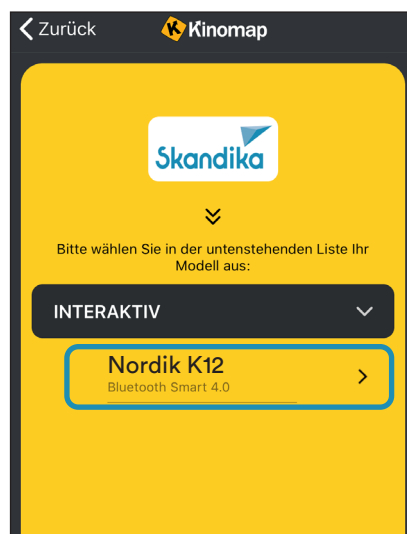 Zurück Kinomap
Skandika
Bitte wählen Sie in der untenstehenden Liste Ihr
Modell aus:
INTERAKTIV
Nordik K12
Bluetooth Smart 4.0